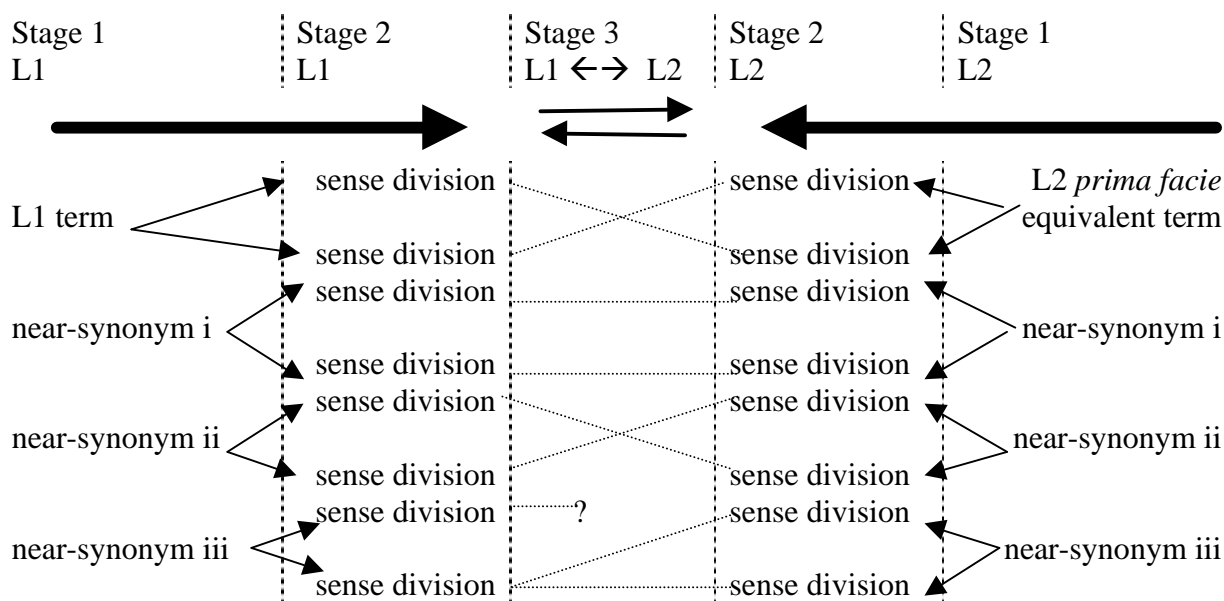 Stage 1 Stage 2 Stage 3 Stage 2 Stage 1
L1 L1 L1 ←→ L2 L2 L2
sense division sense division L2 prima facie
L1 term equivalent term
sense division sense division
sense division sense division
near-synonym i near-synonym i
sense division sense division
sense division sense division
near-synonym ii near-synonym ii
sense division sense division
sense division ? sense division
near-synonym iii near-synonym iii
sense division sense division